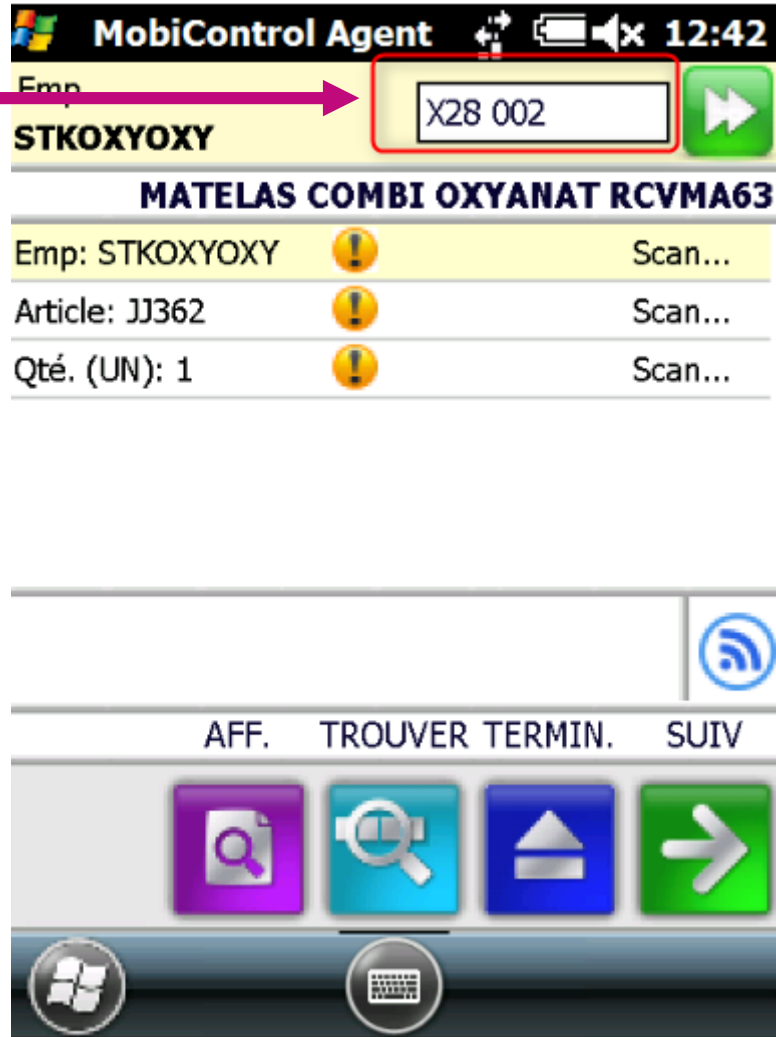 MobiControl Agent 12:42
Emp
X28 002
STKOXYOXY
MATELAS COMBI OXYANAT RCVMA63
Emp: STKOXYOXY Scan...
Article: JJ362 Scan...
Qté. (UN): 1 Scan...
AFF. TROUVER TERMIN. SUIV